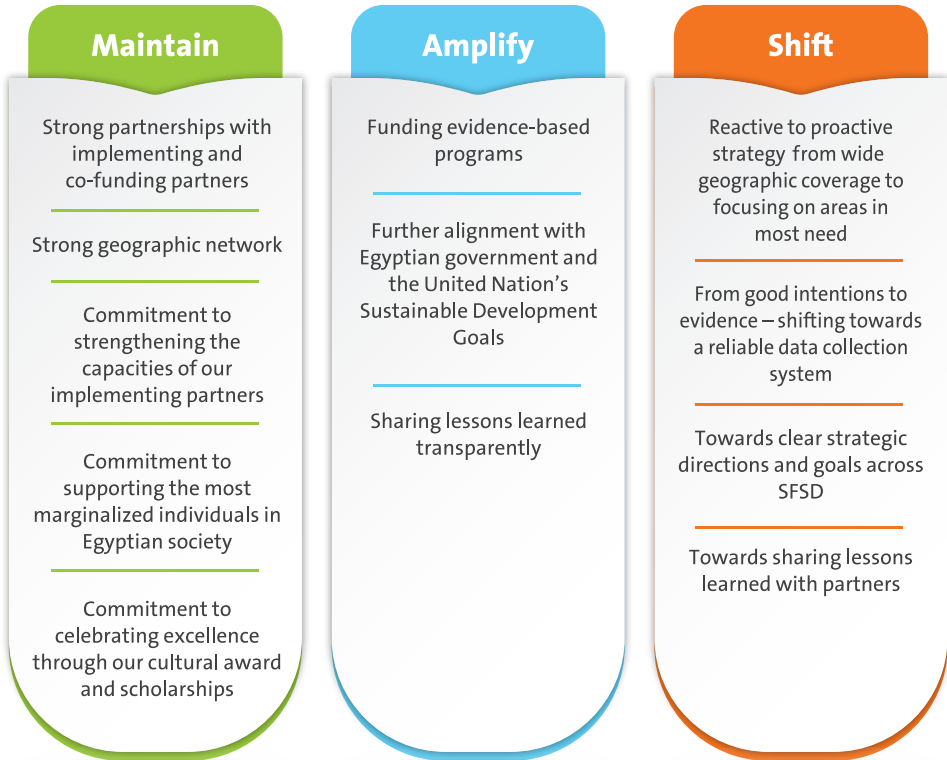 Maintain
Strong partnerships with
implementing and
co-funding partners
Strong geographic network
Commitment to
strengthening the
capacities of our
implementing partners
Commitment to
supporting the most
marginalized individuals in
Egyptian society
Commitment to
celebrating excellence
through our cultural award
and scholarships
Amplify
Funding evidence-based
programs
Further alignment with
Egyptian government and
the United Nation’s
Sustainable Development
Goals
Sharing lessons learned
transparently
Shift
Reactive to proactive
strategy from wide
geographic coverage to
focusing on areas in
most need
From good intentions to
evidence – shifting towards
a reliable data collection
system
Towards clear strategic
directions and goals across
SFSD
Towards sharing lessons
learned with partners